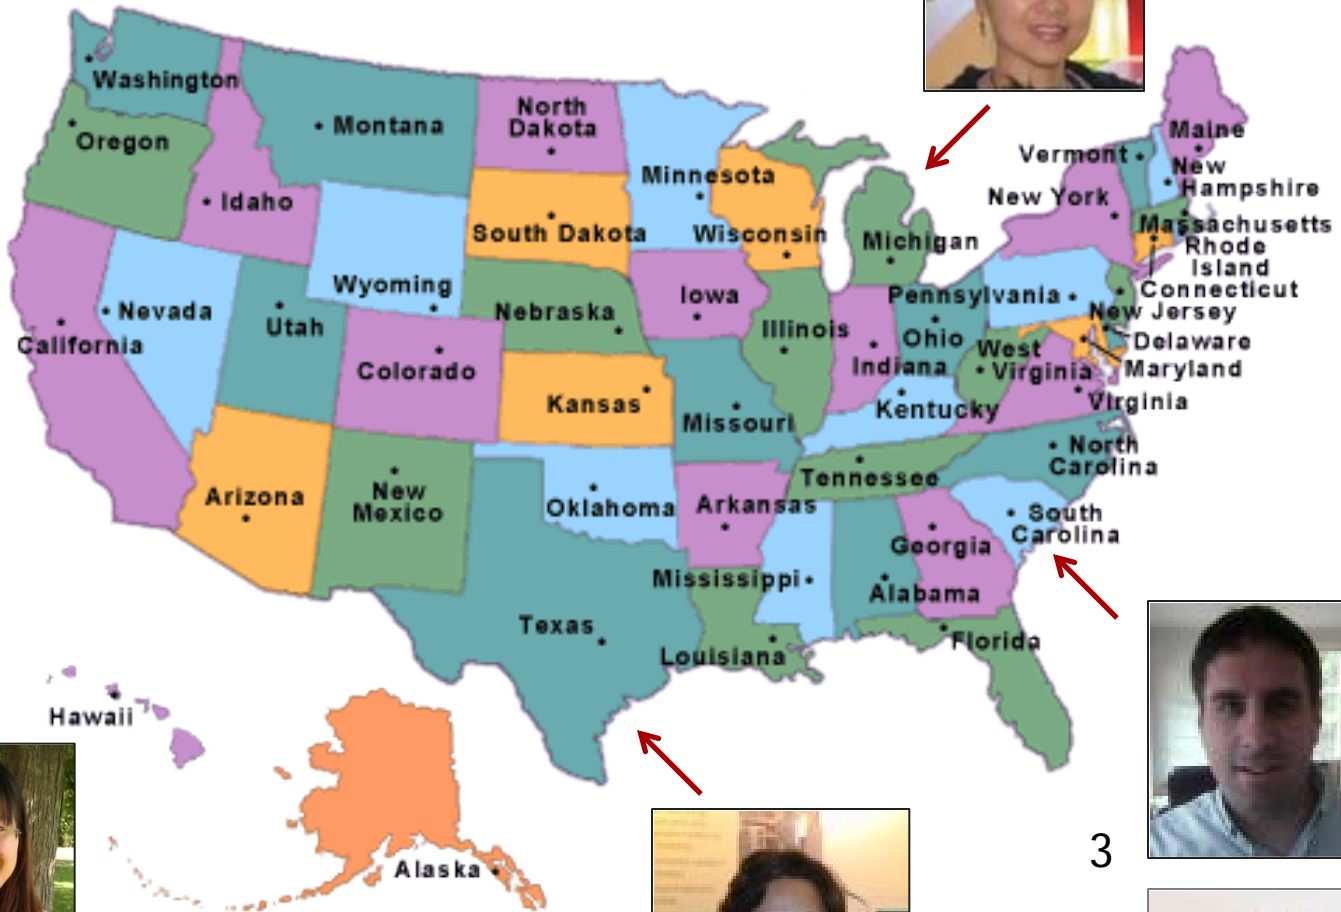 Washington
Oregon
Montana
Idaho
North
Dakota
South Dakota
Minnesota
Wisconsin
Michigan
Maine
Vermont
New
Hampshire
New York
Massachusetts
Rhode
Island
Connecticut
Pennsylvania
New Jersey
Delaware
Maryland
Wyoming
Nevada
Utah
California
Colorado
Nebraska
Iowa
Illinois
Indiana
Ohio
West
Virginia
Virginia
Kansas
Missouri
Kentucky
North
Carolina
Tennessee
Arizona
New
Mexico
Oklahoma
Arkansas
South
Carolina
Georgia
Mississippi
Alabama
Texas
Louisiana
Florida
Hawaii
Alaska
3